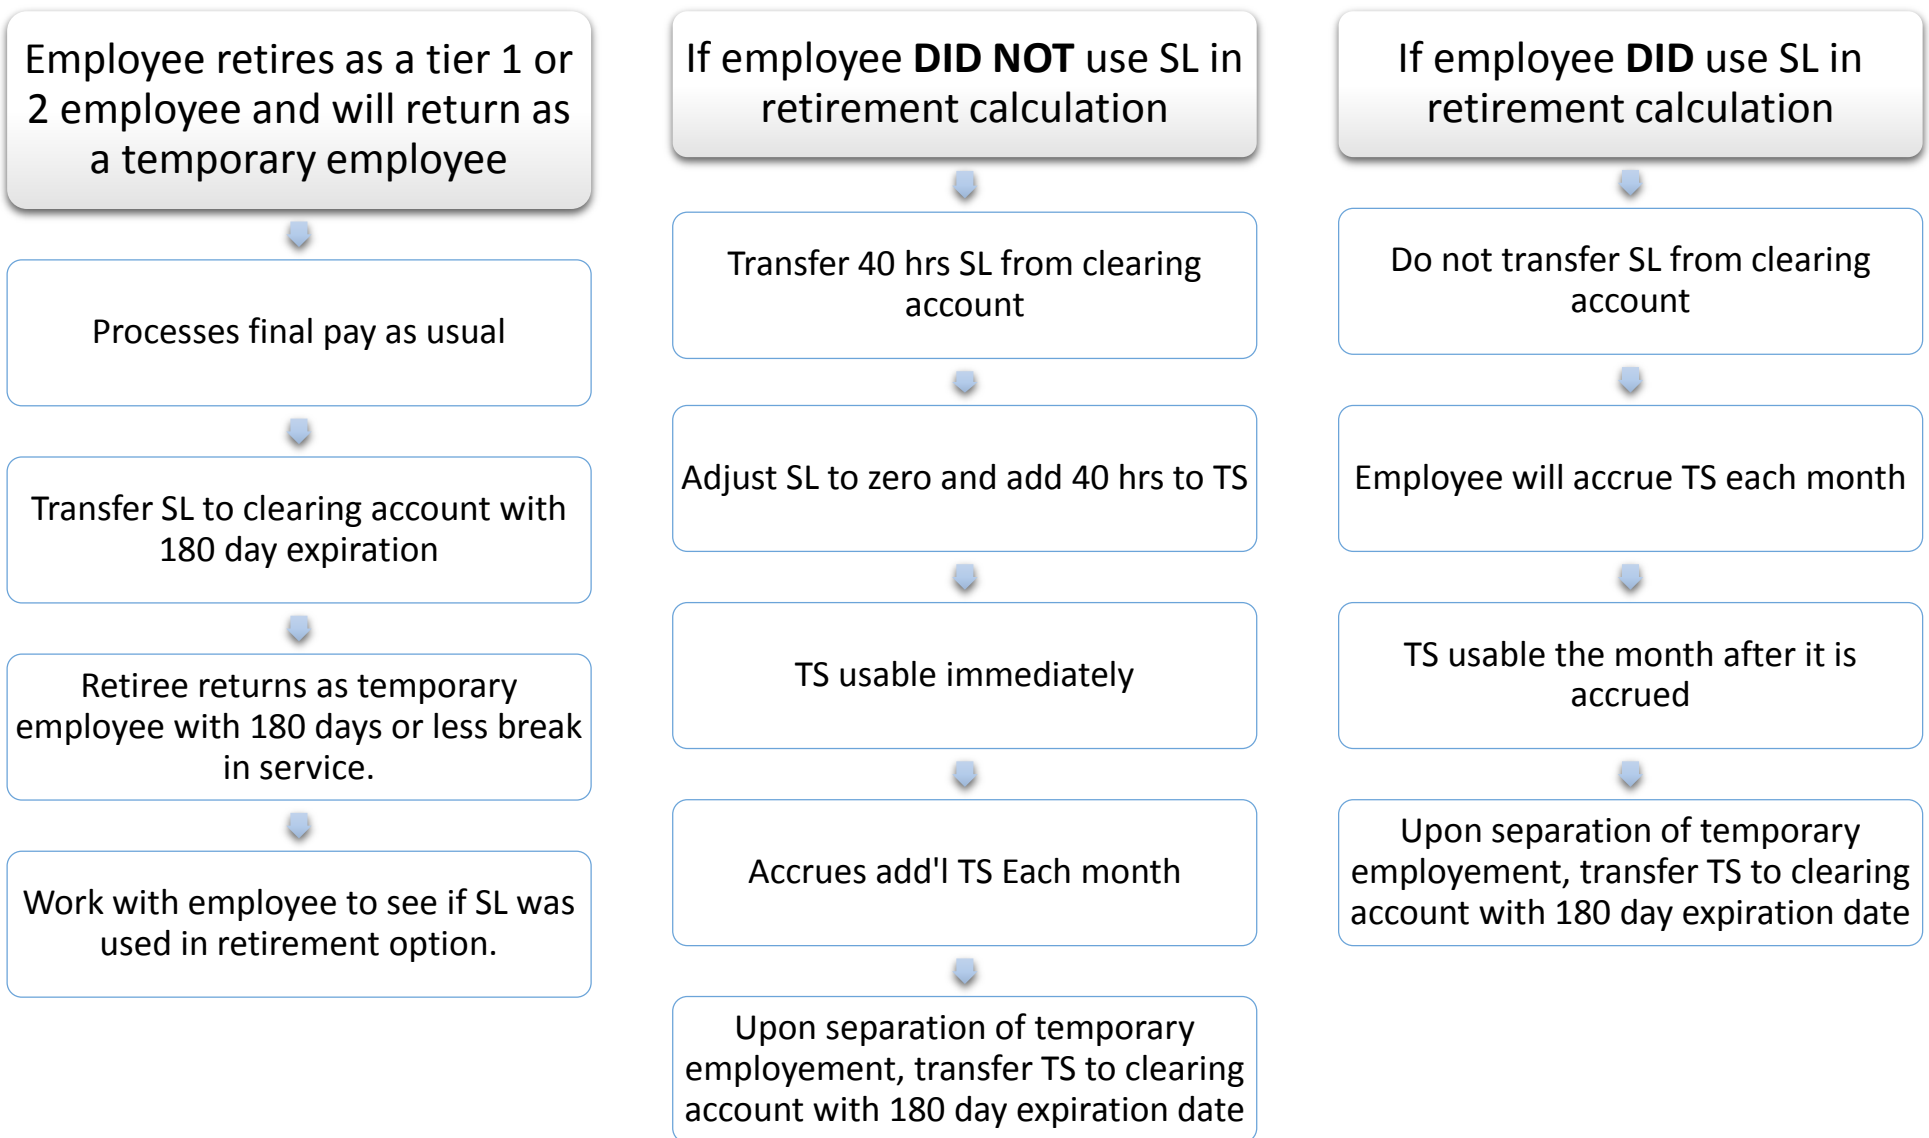 Employee retires as a tier 1 or
2 employee and will return as
a temporary employee
Processes final pay as usual
Transfer SL to clearing account with
180 day expiration
Retiree returns as temporary
employee with 180 days or less break
in service.
Work with employee to see if SL was
used in retirement option.
If employee DID NOT use SL in
retirement calculation
Transfer 40 hrs SL from clearing
account
Adjust SL to zero and add 40 hrs to TS
TS usable immediately
Accrues add'l TS Each month
Upon separation of temporary
employement, transfer TS to clearing
account with 180 day expiration date
If employee DID use SL in
retirement calculation
Do not transfer SL from clearing
account
Employee will accrue TS each month
TS usable the month after it is
accrued
Upon separation of temporary
employement, transfer TS to clearing
account with 180 day expiration date